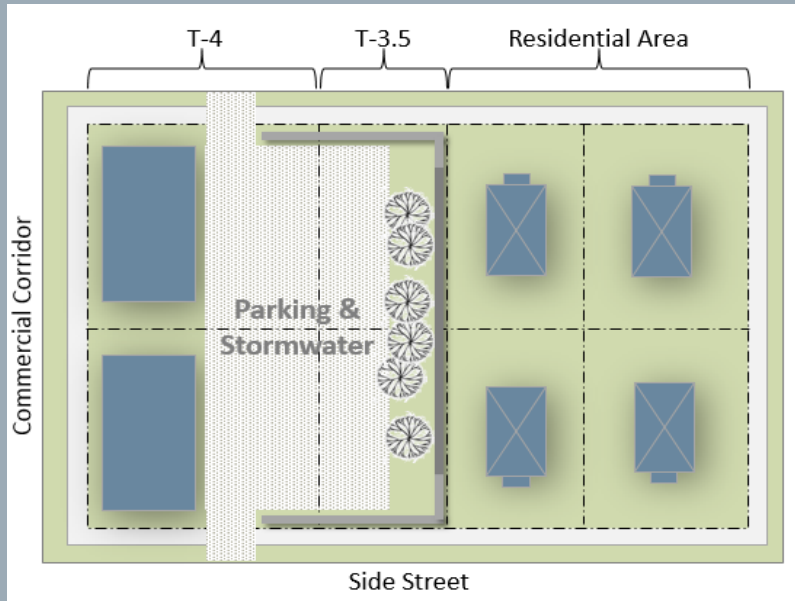 T-4
T-3.5
Residential Area
Commercial Corridor
Parking &
Stormwater
Side Street